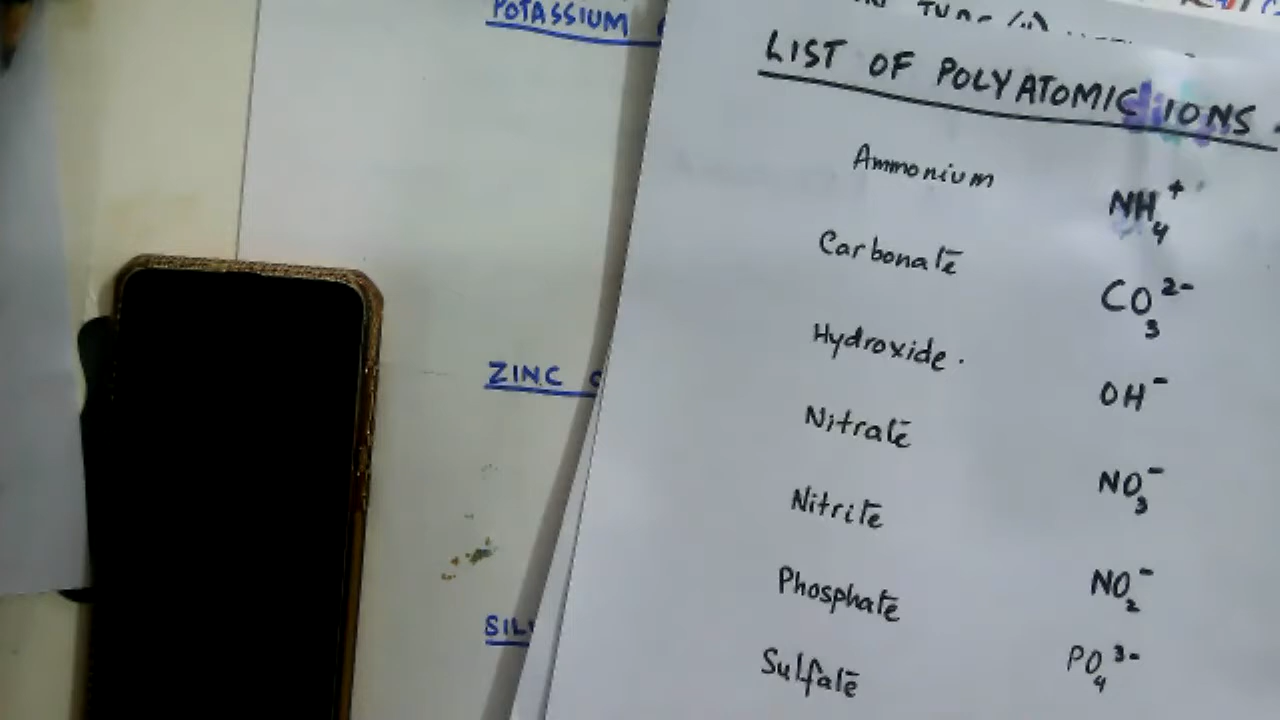 POTASSIUM
ZINC
LIST OF POLYATOMIC IONS
Ammonium NH4+
Carbonate CO3 2-
Hydroxide. OH-
Nitrate NO3-
Nitrite NO2-
Phosphate PO4 3-
Sulfate